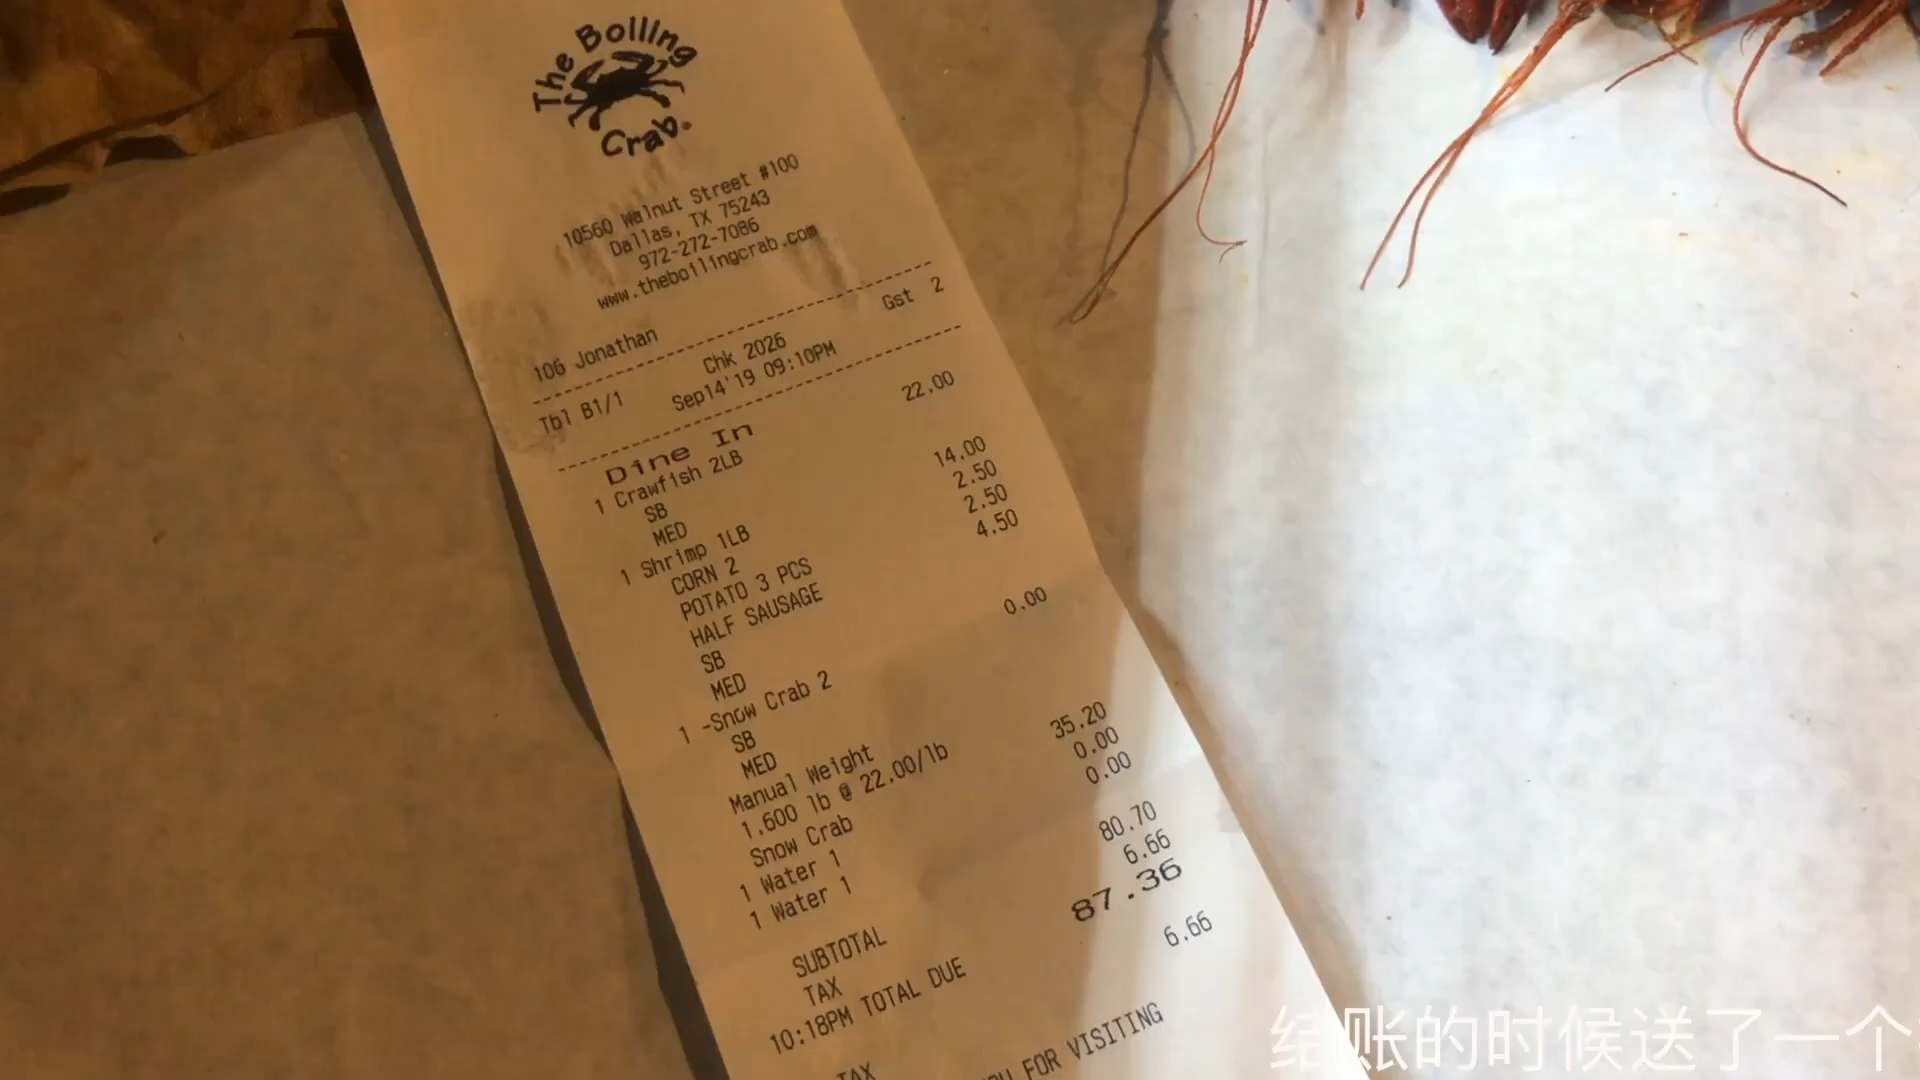 The Boiling Crab®
10560 Walnut Street #100
Dallas, TX 75243
972-272-7086
www.theboilingcrab.com
106 Jonathan
Tbl B1/1 Chk 2026 Gst 2
Sep14'19 09:10PM
Dine In
1 Crawfish 2LB 22.00
SB
MED
1 Shrimp 1LB 14.00
CORN 2 2.50
POTATO 3 PCS 2.50
HALF SAUSAGE 4.50
SB
MED
1 -Snow Crab 2 0.00
SB
MED
Manual Weight
1.600 lb @ 22.00/lb
Snow Crab 35.20
1 Water 1 0.00
1 Water 1 0.00
SUBTOTAL 80.70
TAX 6.66
10:18PM TOTAL DUE 87.36
TAX 6.66
FOR VISITING
结账的时候送了一个